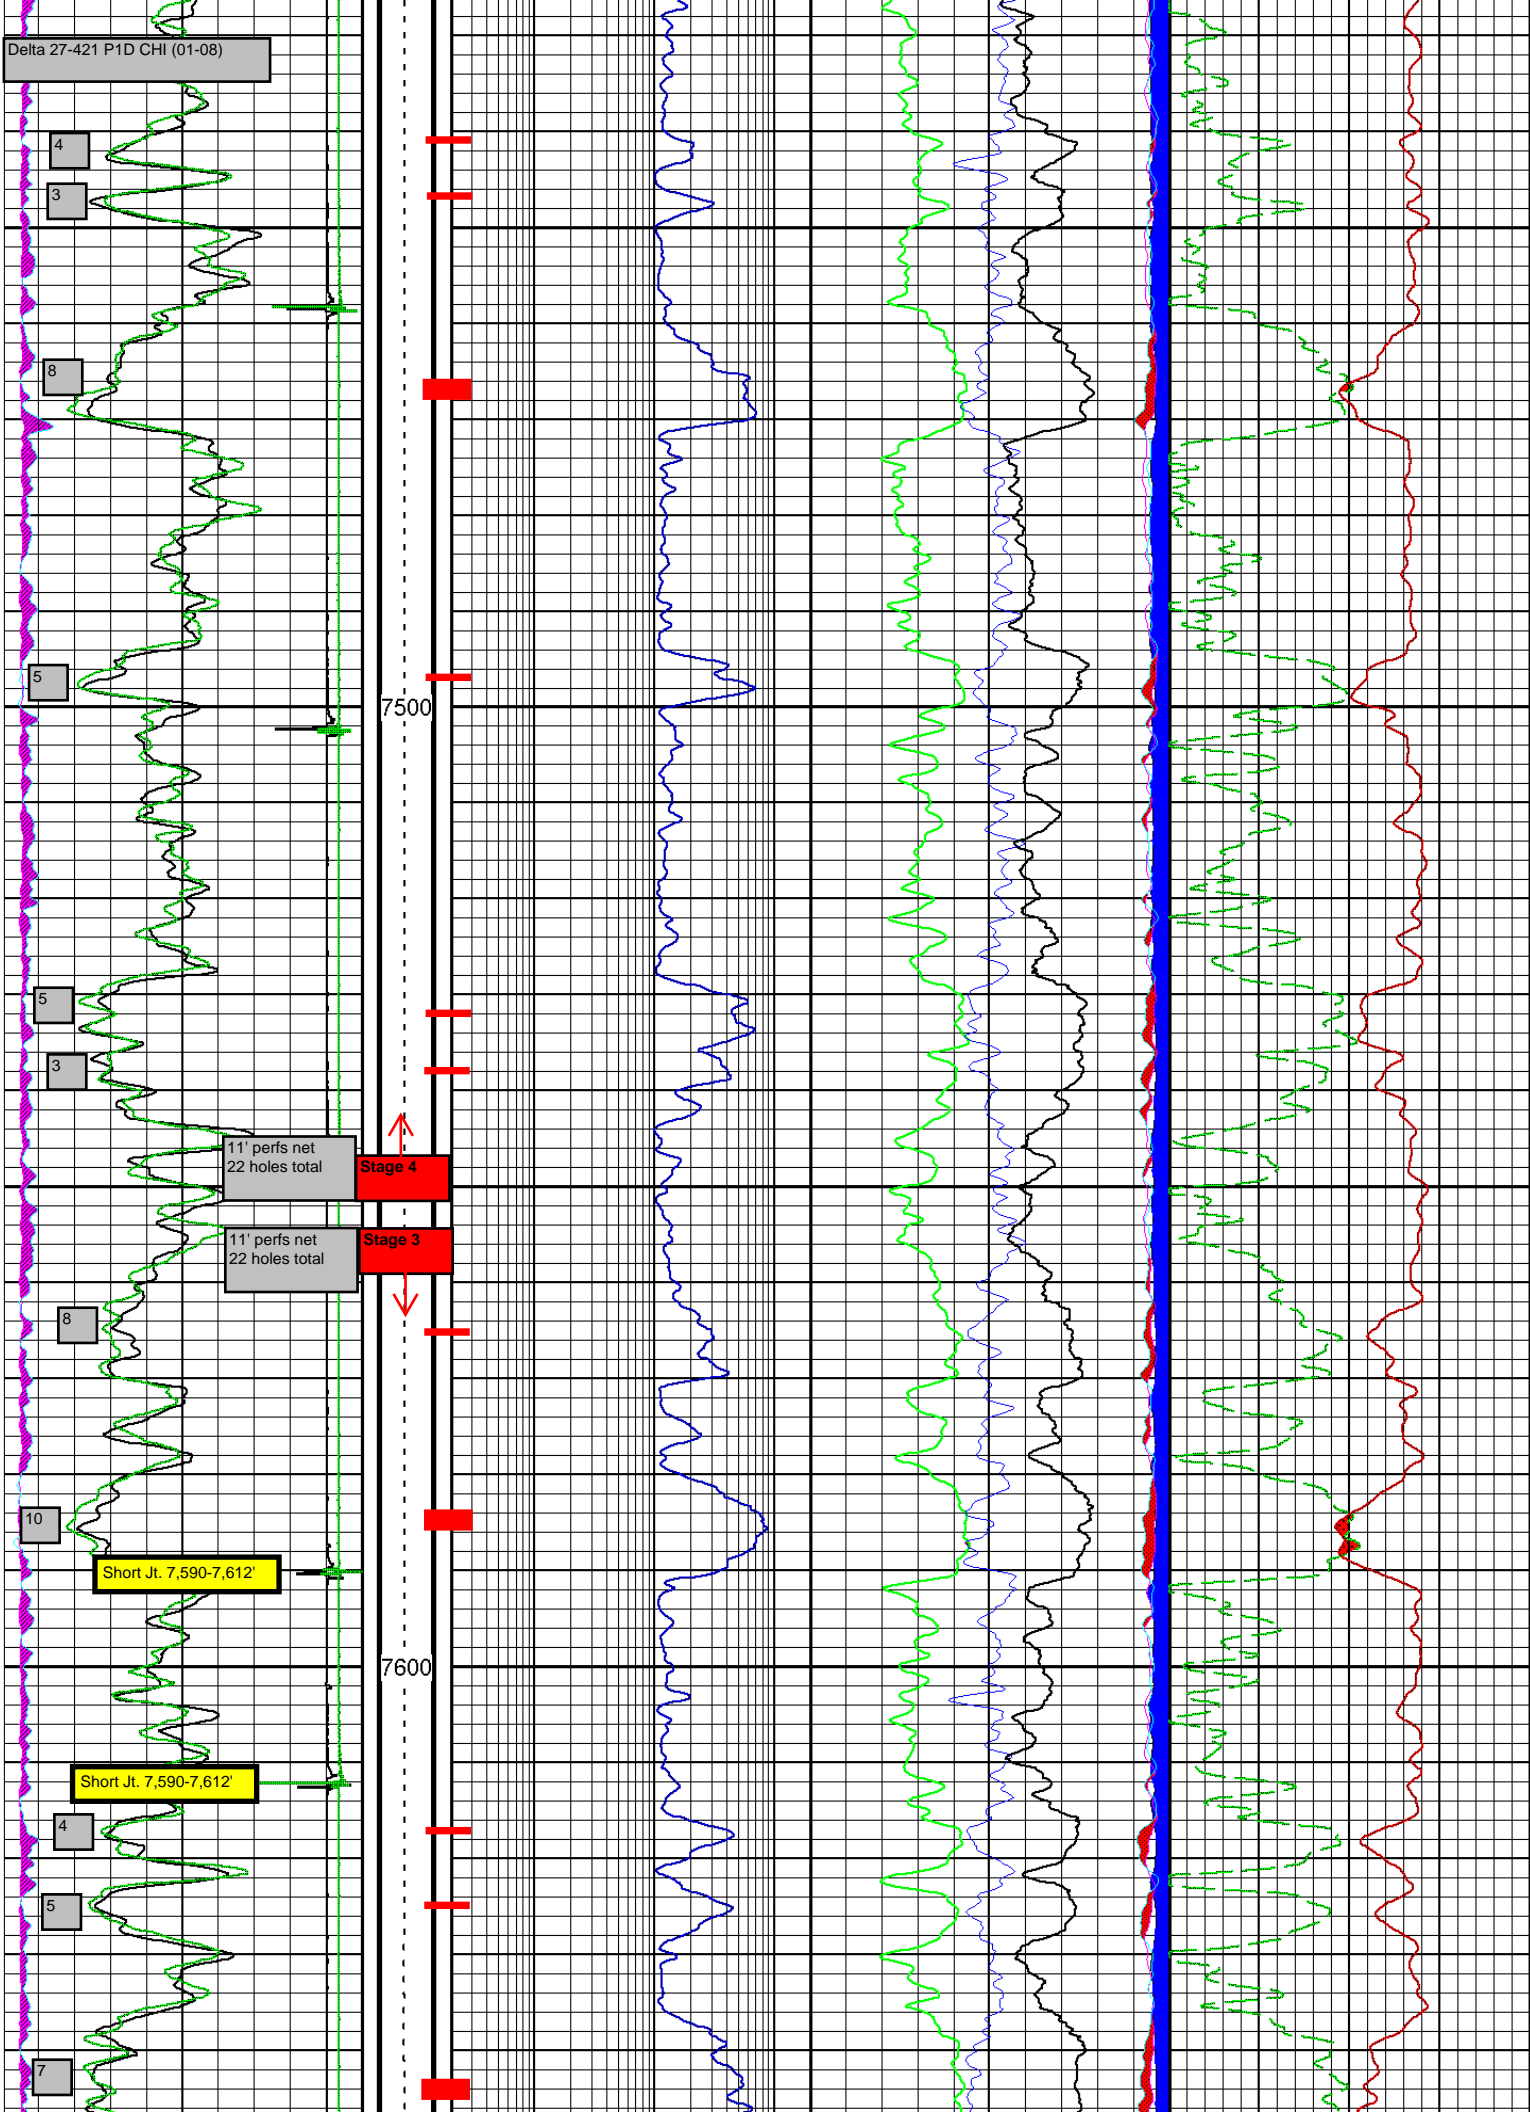 Delta 27-421 P1D CHI (01-08)
4
3
8
5
7500
5
3
11' perfs net
22 holes total
Stage 4
11' perfs net
22 holes total
Stage 3
8
10
Short Jt. 7,590-7,612'
7600
Short Jt. 7,590-7,612'
4
5
7